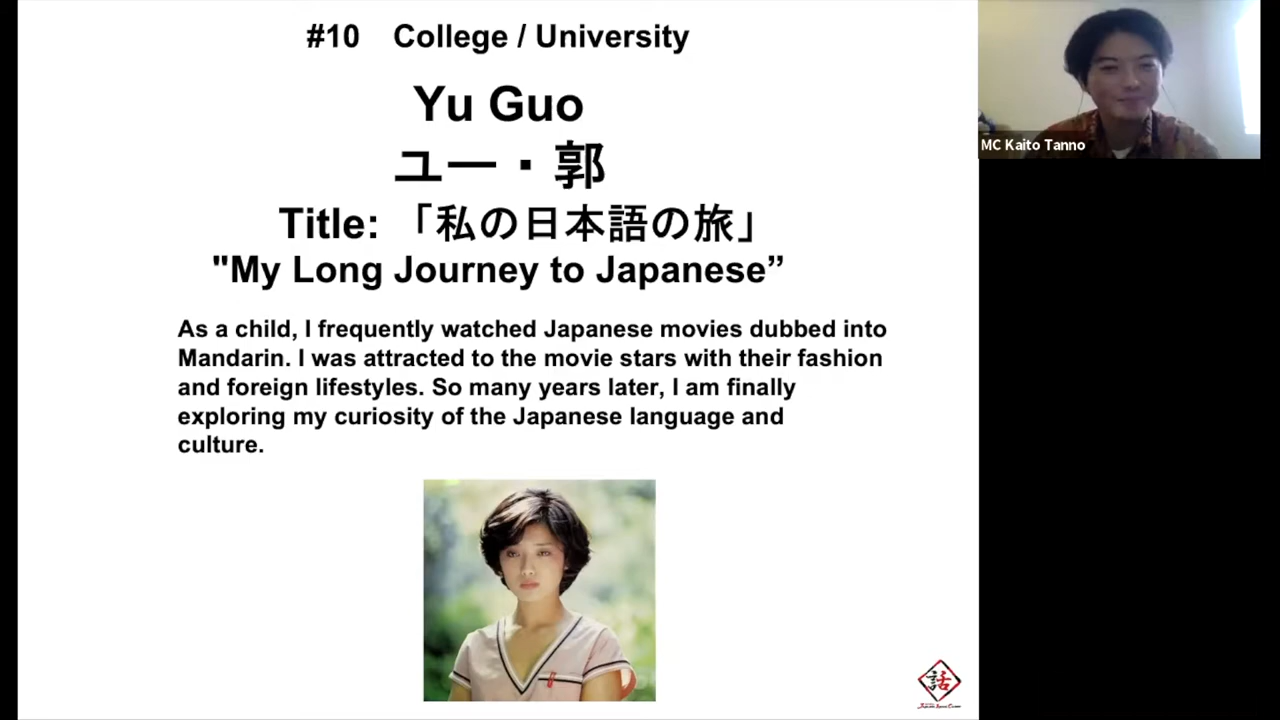 #10 College / University
Yu Guo
ユー・郭
Title: 「私の日本語の旅」
"My Long Journey to Japanese”
As a child, I frequently watched Japanese movies dubbed into
Mandarin. I was attracted to the movie stars with their fashion
and foreign lifestyles. So many years later, I am finally
exploring my curiosity of the Japanese language and
culture.
MC Kaito Tanno
話